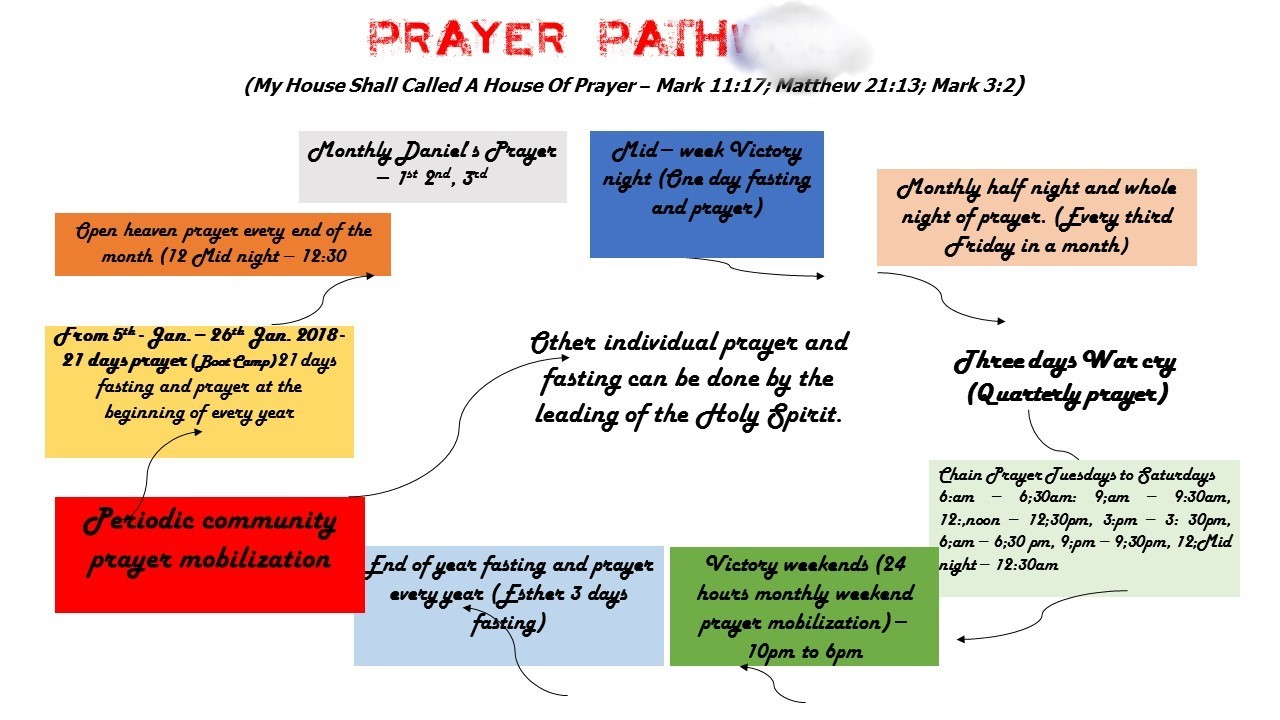 PRAYER PATH
(My House Shall Called A House Of Prayer – Mark 11:17; Matthew 21:13; Mark 3:2)
Monthly Daniel's Prayer
– 1st 2nd, 3rd
Mid – week Victory
night (One day fasting
and prayer)
Monthly half night and whole
night of prayer. (Every third
Friday in a month)
Open heaven prayer every end of the
month (12 Mid night – 12:30
From 5th - Jan. – 26th Jan. 2018-
21 days prayer (Boot Camp) 21 days
fasting and prayer at the
beginning of every year
Other individual prayer and
fasting can be done by the
leading of the Holy Spirit.
Three days War cry
(Quarterly prayer)
Chain Prayer Tuesdays to Saturdays
6:am – 6;30am: 9;am – 9:30am,
12:,noon – 12;30pm, 3:pm – 3: 30pm,
6;am – 6;30 pm, 9;pm – 9;30pm, 12;Mid
night – 12:30am
Periodic community
prayer mobilization
End of year fasting and prayer
every year (Esther 3 days
fasting)
Victory weekends (24
hours monthly weekend
prayer mobilization) –
10pm to 6pm